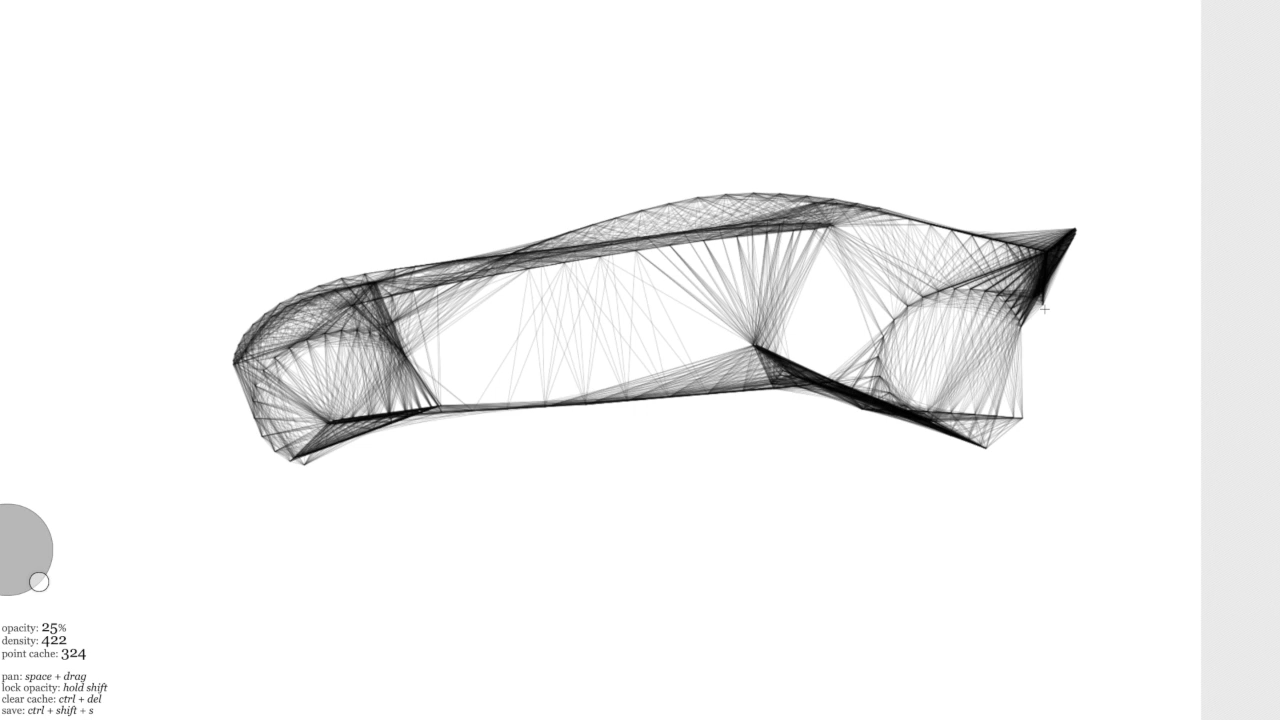 opacity: 25%
density: 422
point cache: 324
pan: space + drag
lock opacity: hold shift
clear cache: ctrl + del
save: ctrl + shift + s